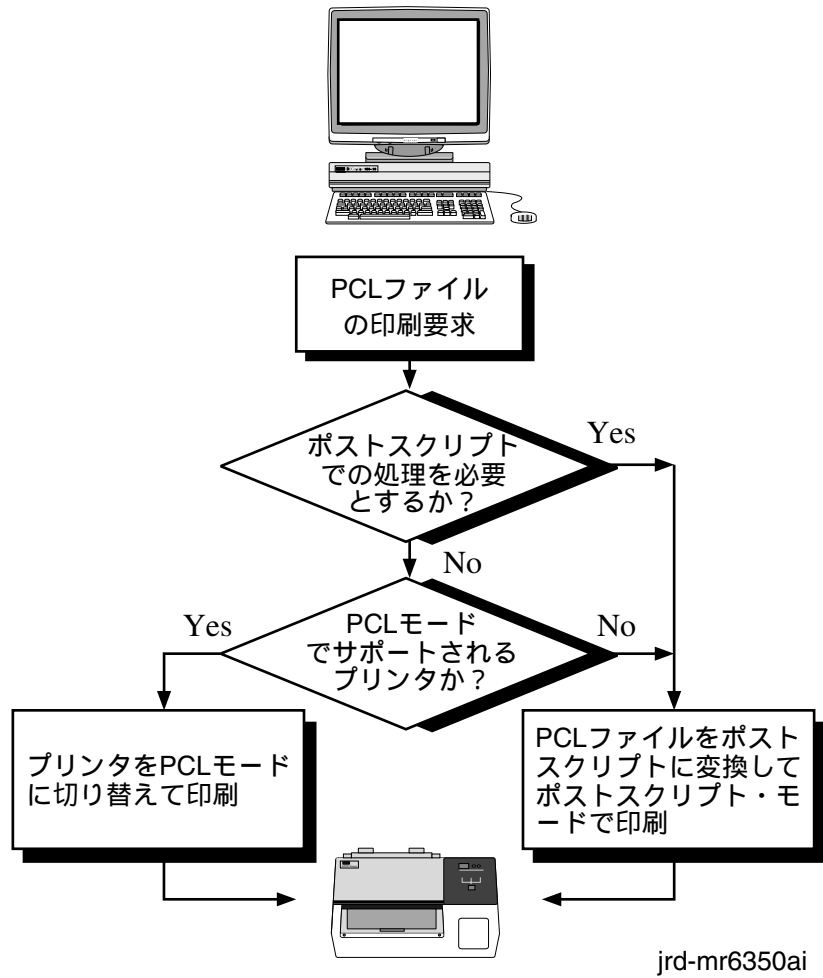 PCLファイル
の印刷要求
ポストスクリプト
での処理を必要
とするか？
Yes
No
PCLモード
でサポートされる
プリンタか？
Yes
No
プリンタをPCLモード
に切り替えて印刷
PCLファイルをポスト
スクリプトに変換して
ポストスクリプト・モ
ードで印刷
jrd-mr6350ai